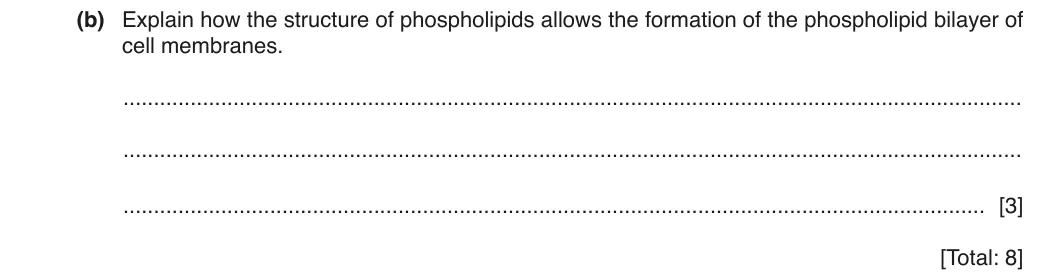 (b) Explain how the structure of phospholipids allows the formation of the phospholipid bilayer of
cell membranes.
....................................................................................................................................................
....................................................................................................................................................
.............................................................................................................................................. [3]
[Total: 8]